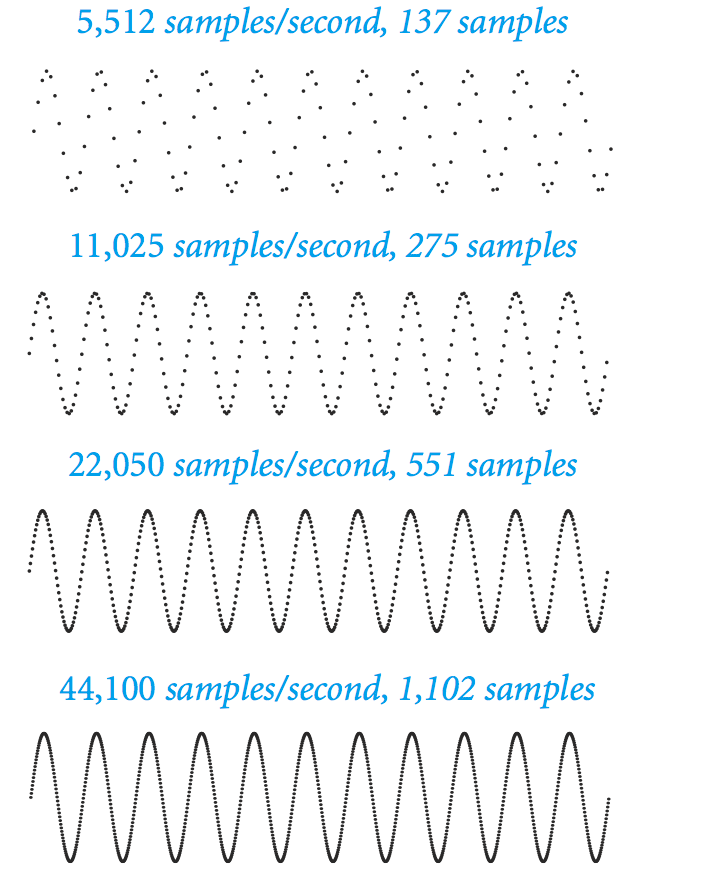 5,512 samples/second, 137 samples
11,025 samples/second, 275 samples
22,050 samples/second, 551 samples
44,100 samples/second, 1,102 samples